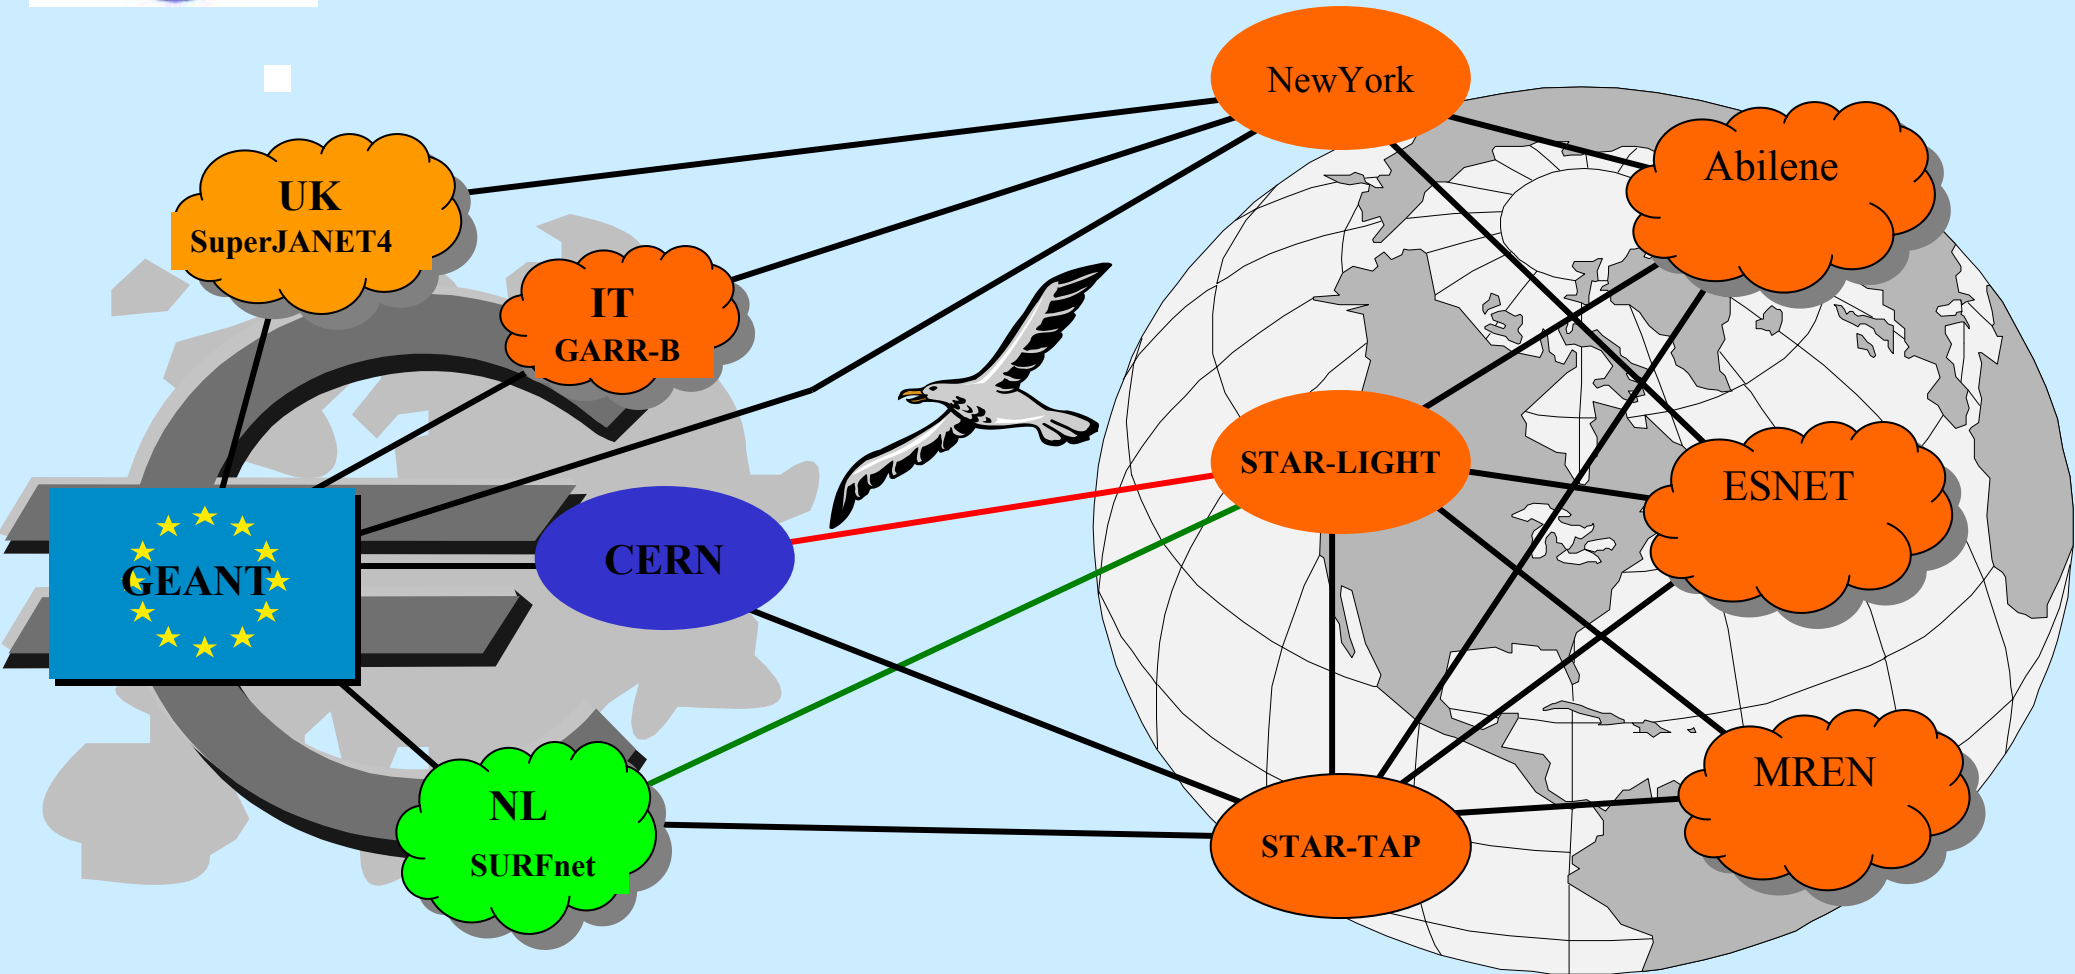 NewYork
Abilene
UK
SuperJANET4
IT
GARR-B
STAR-LIGHT
ESNET
CERN
GEANT
MREN
NL
SURFnet
STAR-TAP